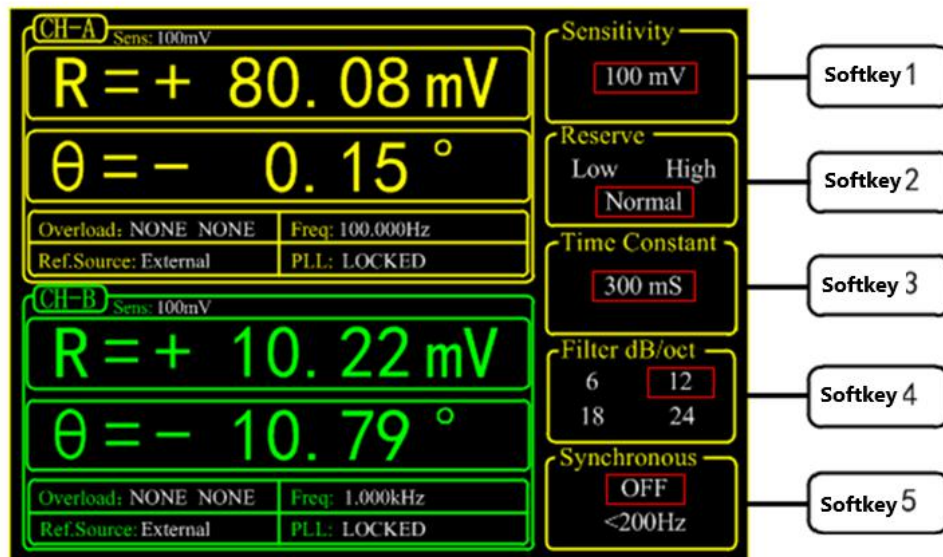 CH-A Sens: 100mV
R=+ 80.08 mV
θ=- 0.15 °
Overload: NONE NONE Freq: 100.000Hz
Ref.Source: External PLL: LOCKED
CH-B Sens: 100mV
R=+ 10.22 mV
θ=- 10.79 °
Overload: NONE NONE Freq: 1.000kHz
Ref.Source: External PLL: LOCKED
Sensitivity
100 mV
Reserve
Low High
Normal
Time Constant
300 mS
Filter dB/oct
6 12
18 24
Synchronous
OFF
<200Hz
Softkey 1
Softkey 2
Softkey 3
Softkey 4
Softkey 5